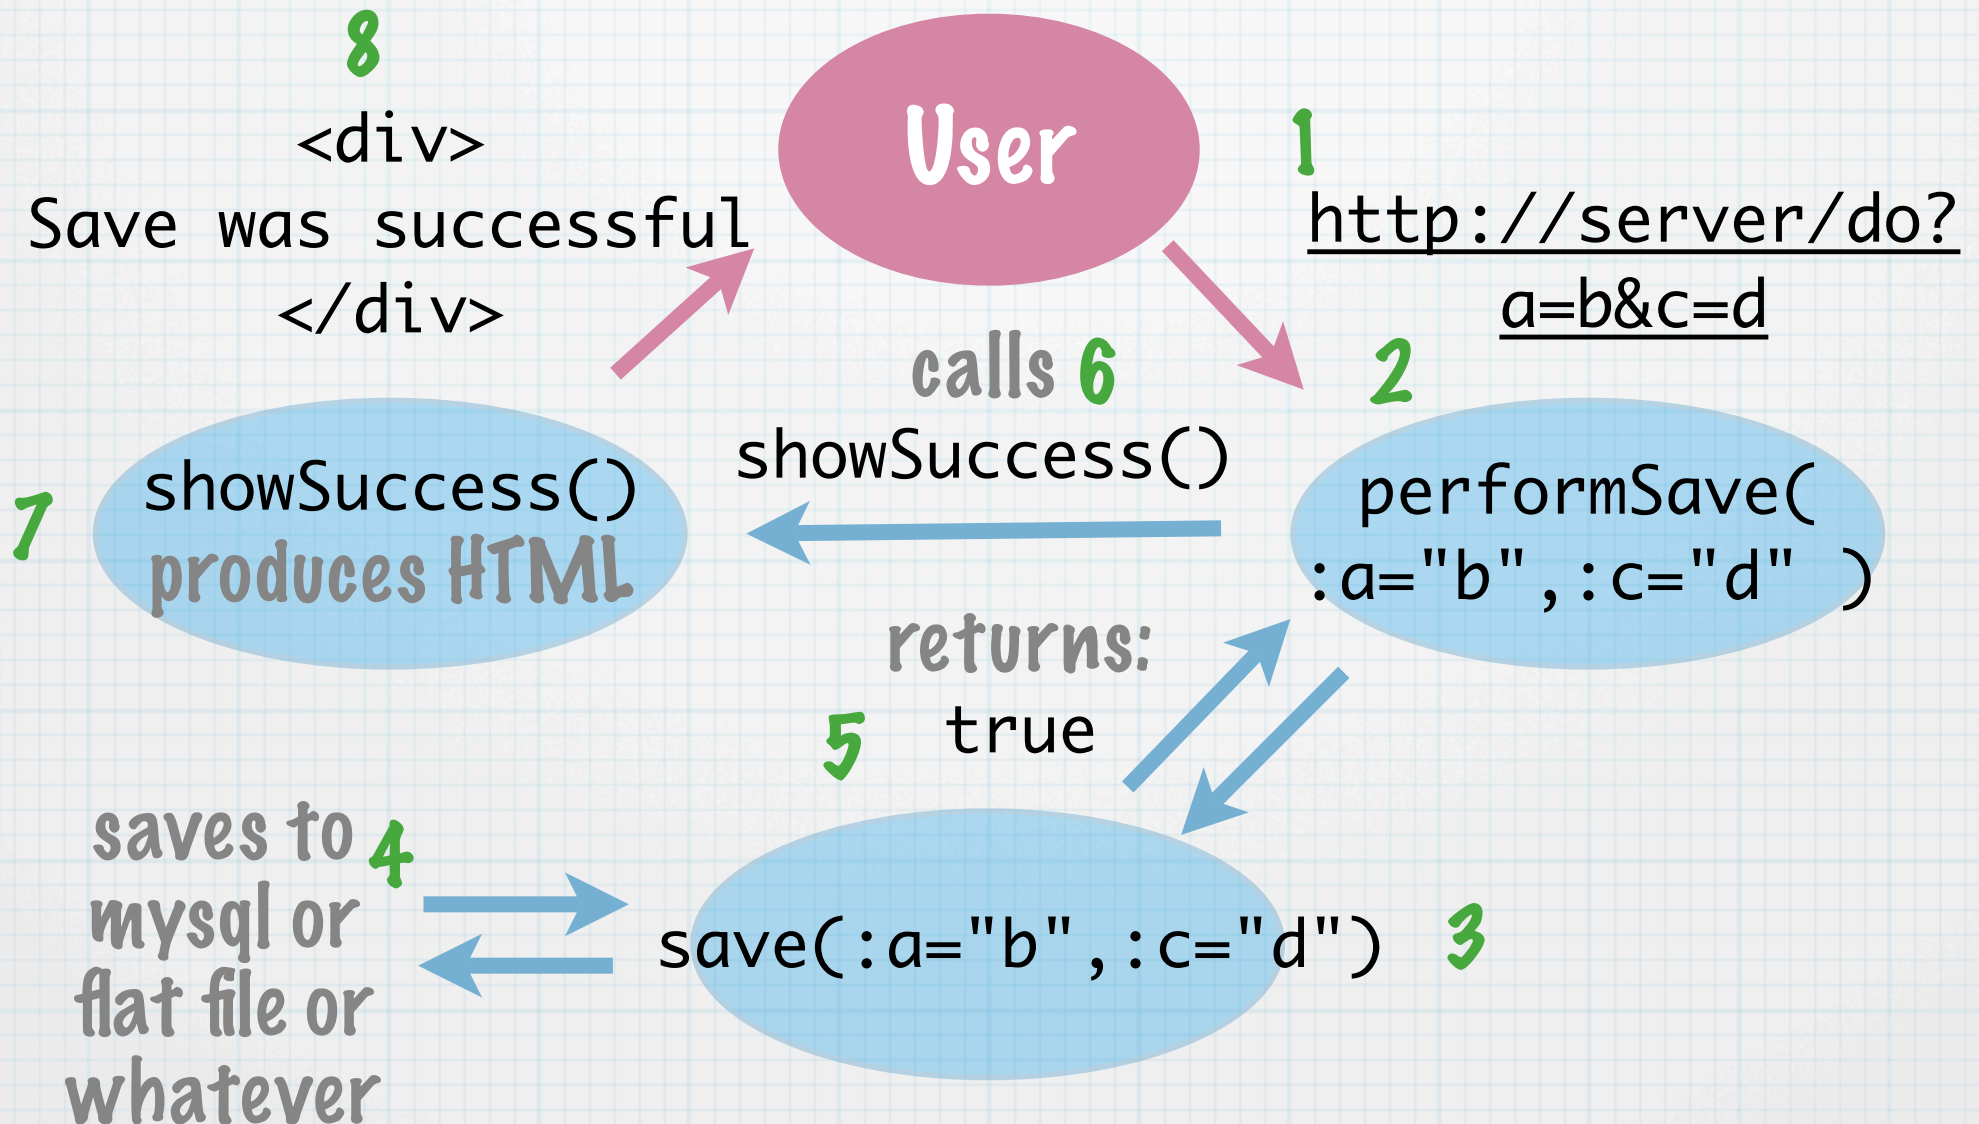 8
<div>
Save was successful
</div>
User
1
http://server/do?
a=b&c=d
2
performSave(
:a="b",:c="d" )
calls 6
showSuccess()
7
showSuccess()
produces HTML
returns:
true
5
saves to 4
mysql or
flat file or
whatever
save(:a="b",:c="d")
3